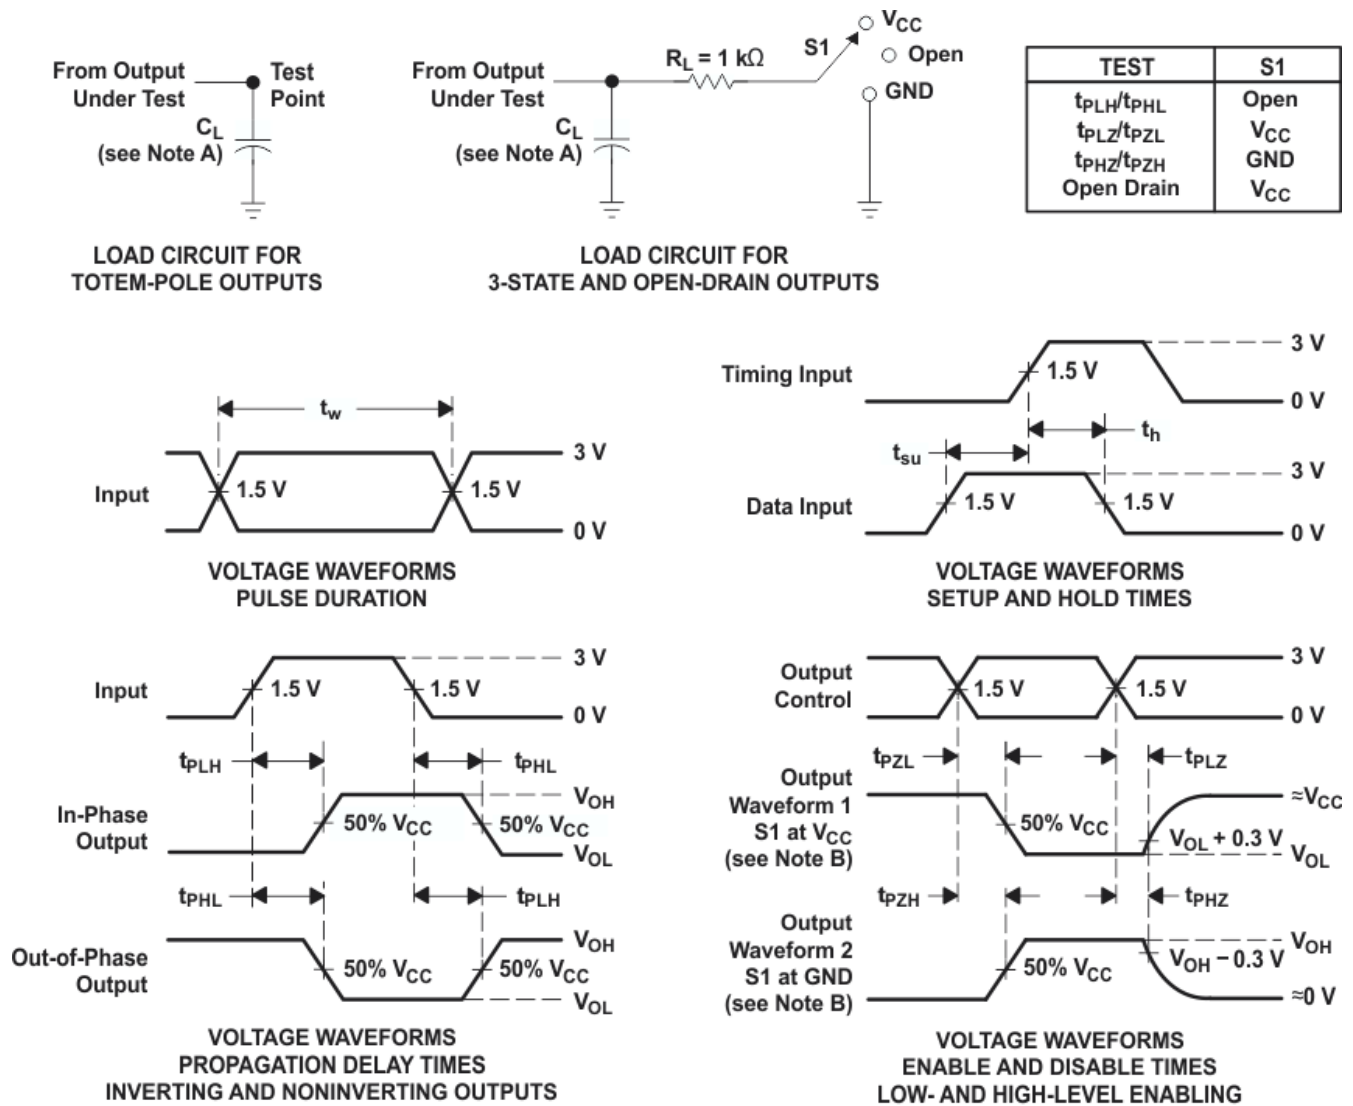 From Output
Under Test
Test
Point
CL
(see Note A)
LOAD CIRCUIT FOR
TOTEM-POLE OUTPUTS
From Output
Under Test
RL = 1 kΩ
S1
VCC
Open
GND
CL
(see Note A)
LOAD CIRCUIT FOR
3-STATE AND OPEN-DRAIN OUTPUTS
TEST S1
tPLH/tPHL Open
tPLZ/tPZL VCC
tPHZ/tPZH GND
Open Drain VCC
tw
Input
1.5 V
1.5 V
3 V
0 V
VOLTAGE WAVEFORMS
PULSE DURATION
Timing Input
1.5 V
3 V
0 V
th
tsu
Data Input
1.5 V
1.5 V
3 V
0 V
VOLTAGE WAVEFORMS
SETUP AND HOLD TIMES
Input
1.5 V
1.5 V
3 V
0 V
tPLH
tPHL
In-Phase
Output
50% VCC
50% VCC
VOH
VOL
tPHL
tPLH
Out-of-Phase
Output
50% VCC
50% VCC
VOH
VOL
VOLTAGE WAVEFORMS
PROPAGATION DELAY TIMES
INVERTING AND NONINVERTING OUTPUTS
Output
Control
1.5 V
1.5 V
3 V
0 V
tPZL
tPLZ
Output
Waveform 1
S1 at VCC
(see Note B)
50% VCC
VOL + 0.3 V
≈VCC
VOL
tPZH
tPHZ
Output
Waveform 2
S1 at GND
(see Note B)
50% VCC
VOH − 0.3 V
VOH
≈0 V
VOLTAGE WAVEFORMS
ENABLE AND DISABLE TIMES
LOW- AND HIGH-LEVEL ENABLING